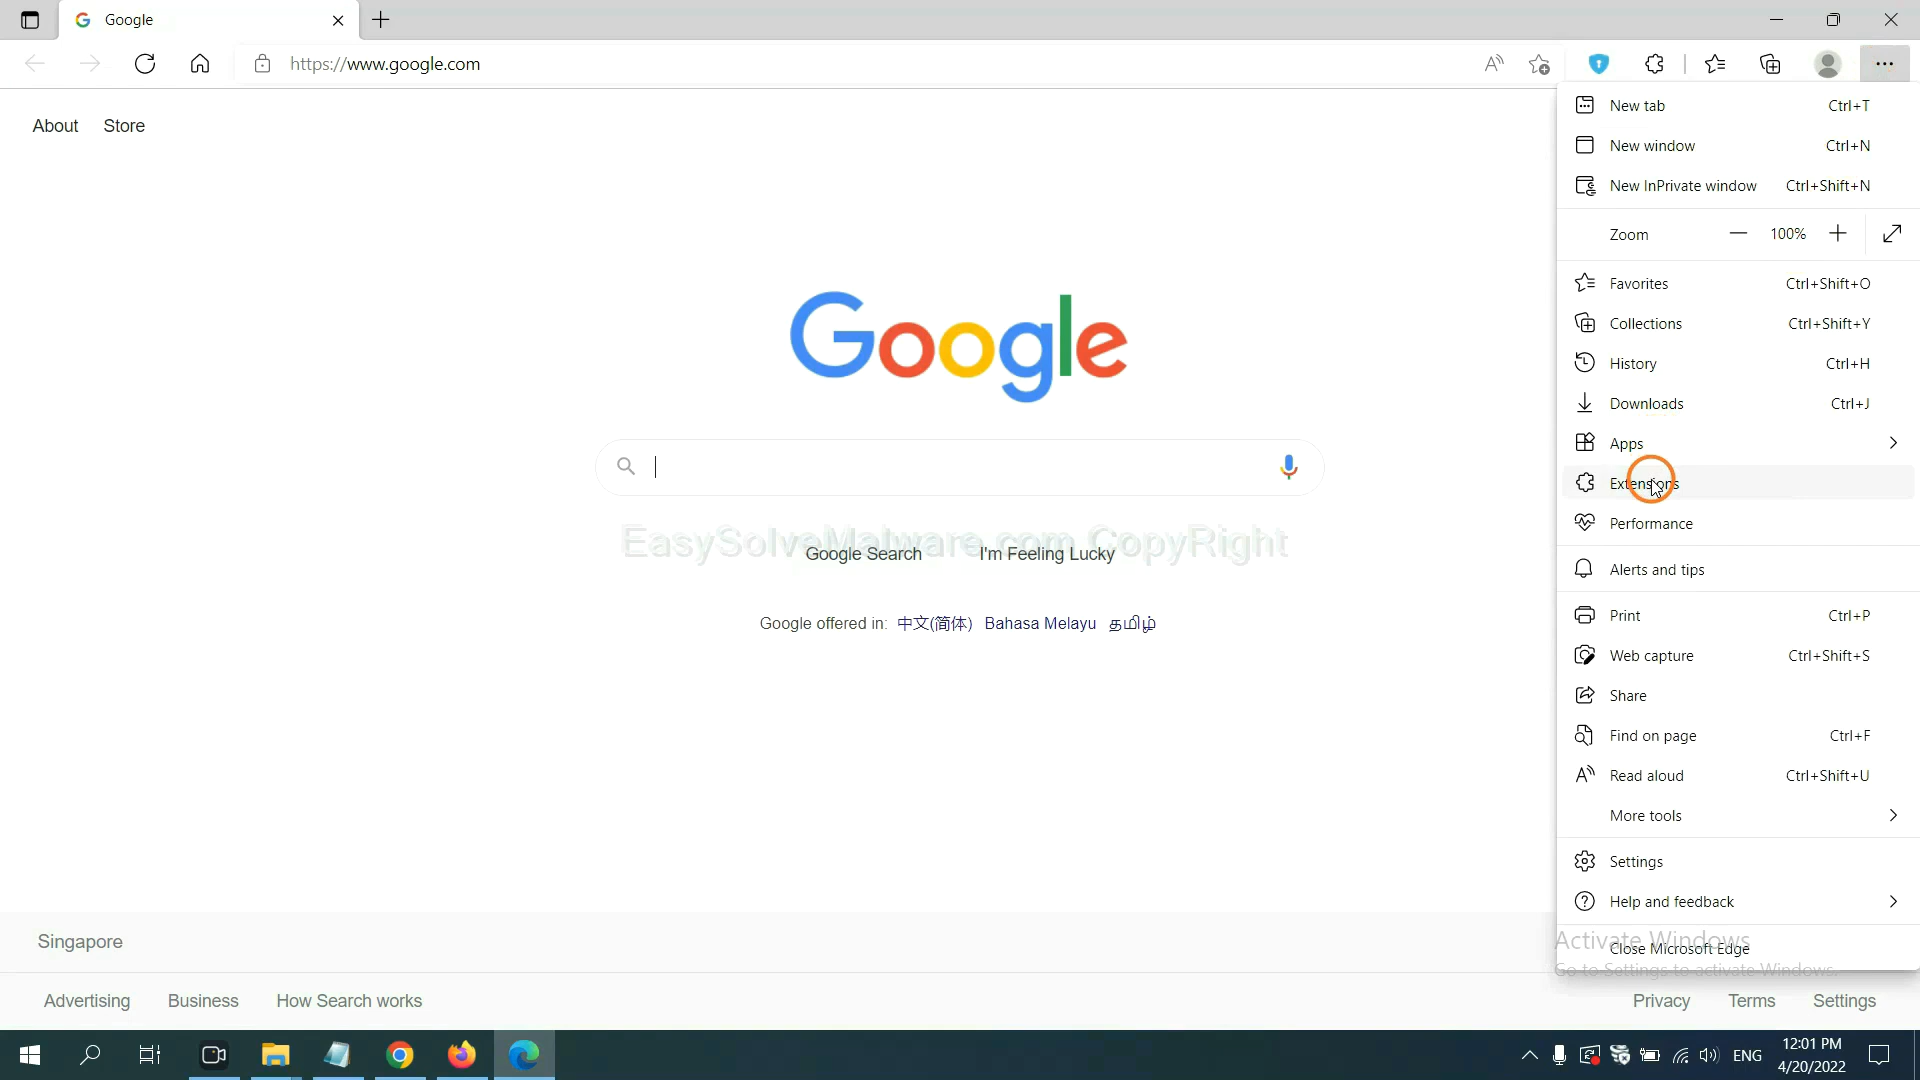 Google
https://www.google.com
About Store
New tab Ctrl+T
New window Ctrl+N
New InPrivate window Ctrl+Shift+N
Zoom 100%
Favorites Ctrl+Shift+O
Collections Ctrl+Shift+Y
History Ctrl+H
Downloads Ctrl+J
Apps
Extensions
Performance
Alerts and tips
Print Ctrl+P
Web capture Ctrl+Shift+S
Share
Find on page Ctrl+F
Read aloud Ctrl+Shift+U
More tools
Settings
Help and feedback
Close Microsoft Edge
Google
EasySolveMalware.com CopyRight
Google Search I'm Feeling Lucky
Google offered in: 中文(简体) Bahasa Melayu தமிழ்
Activate Windows
Go to Settings to activate Windows.
Singapore
Advertising Business How Search works Privacy Terms Settings
ENG
12:01 PM
4/20/2022